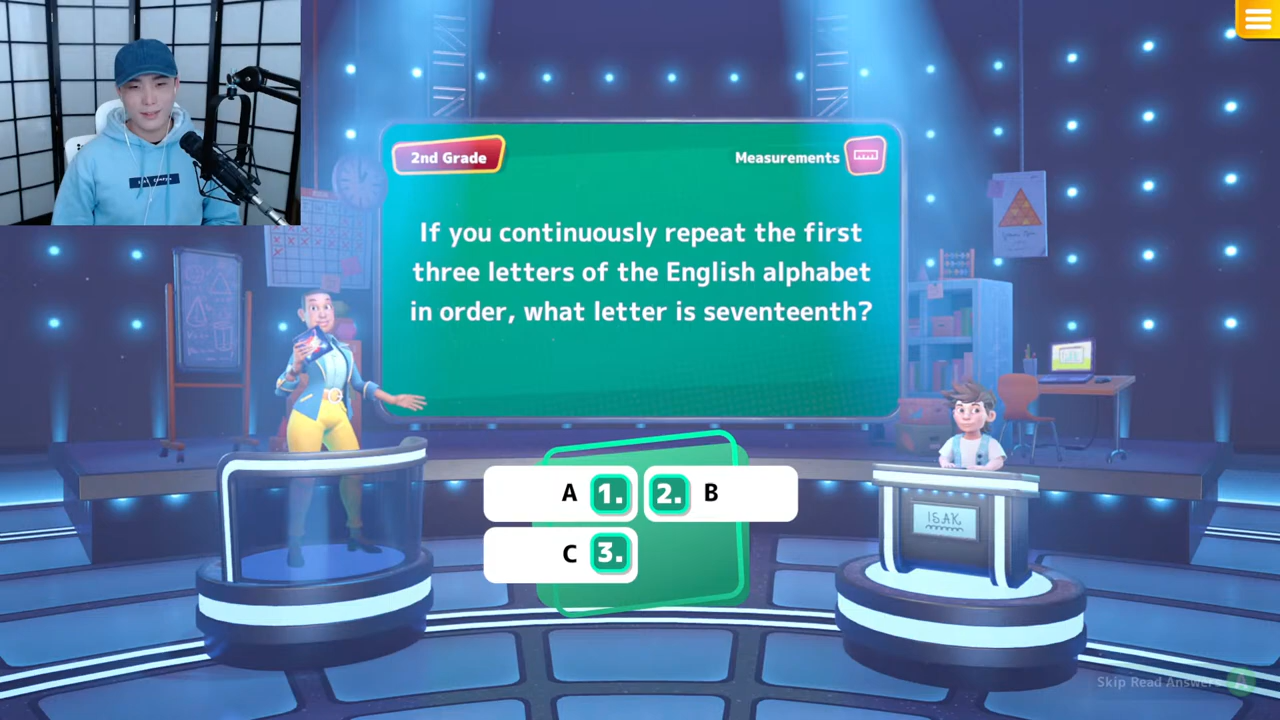 2nd Grade
Measurements
If you continuously repeat the first
three letters of the English alphabet
in order, what letter is seventeenth?
A 1.
2. B
C 3.
ISAK
Skip Read Answers A